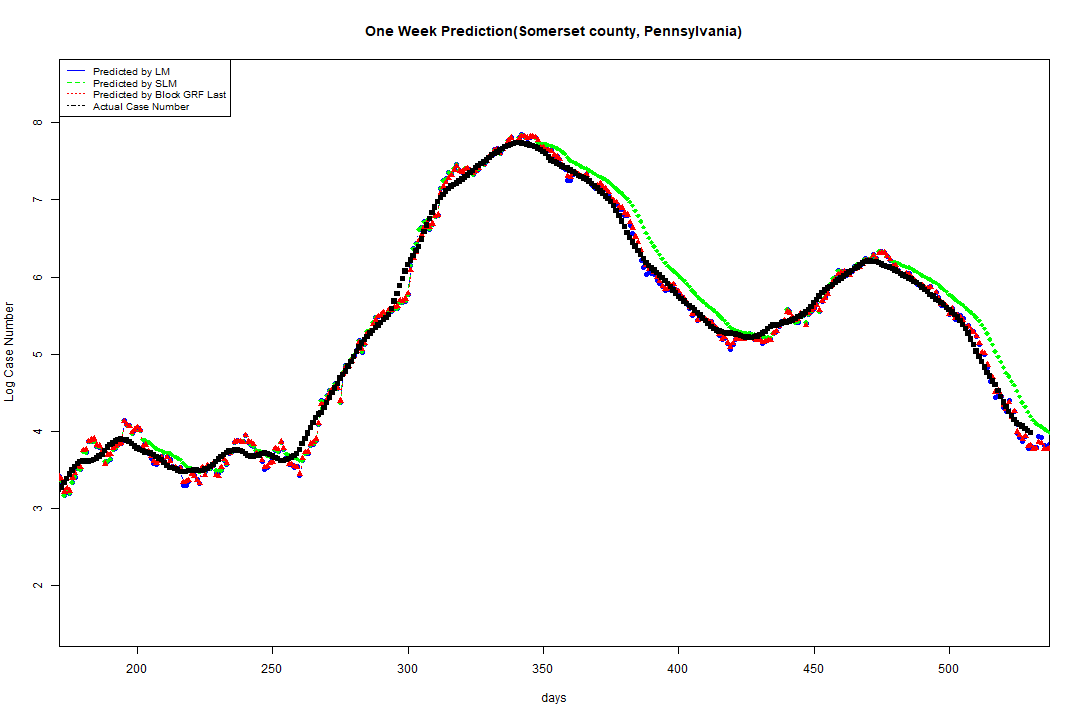 One Week Prediction(Somerset county, Pennsylvania)
Predicted by LM
Predicted by SLM
Predicted by Block GRF Last
Actual Case Number
Log Case Number
8
7
6
5
4
3
2
200 250 300 350 400 450 500
days